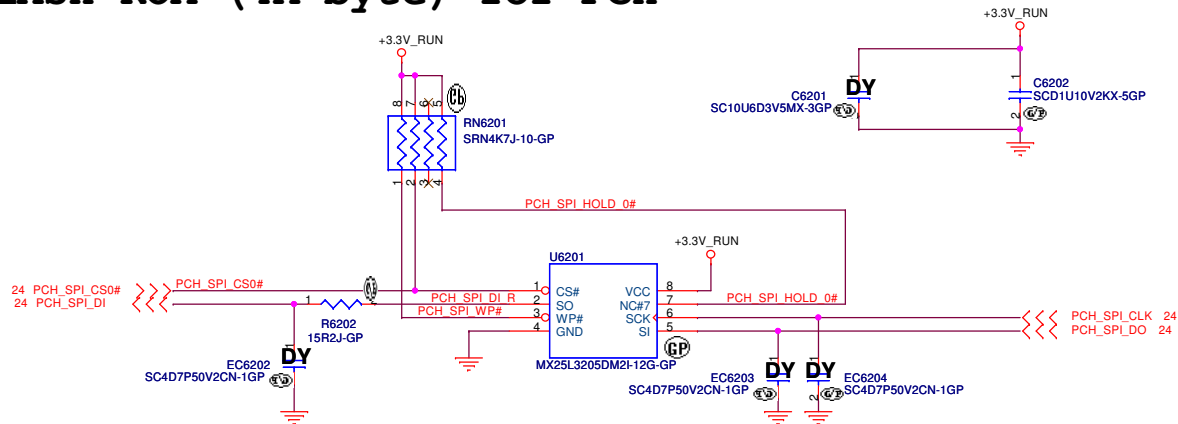 +3.3V_RUN
+3.3V_RUN
DY
C6201
SC10U6D3V5MX-3GP
1
C6202
SCD1U10V2KX-5GP
2
8 7 6 5
RN6201
SRN4K7J-10-GP
1 2 3 4
PCH_SPI_HOLD_0#
+3.3V_RUN
U6201
24 PCH_SPI_CS0#
PCH_SPI_CS0#
1 CS#
VCC 8
24 PCH_SPI_DI
1
PCH_SPI_DI_R
2 SO
NC#7 7
PCH_SPI_HOLD_0#
PCH_SPI_WP#
3 WP#
SCK 6
PCH_SPI_CLK 24
4 GND
SI 5
PCH_SPI_DO 24
R6202
15R2J-GP
GP
MX25L3205DM2I-12G-GP
DY
EC6202
SC4D7P50V2CN-1GP
DY
EC6203
SC4D7P50V2CN-1GP
DY
EC6204
SC4D7P50V2CN-1GP
2